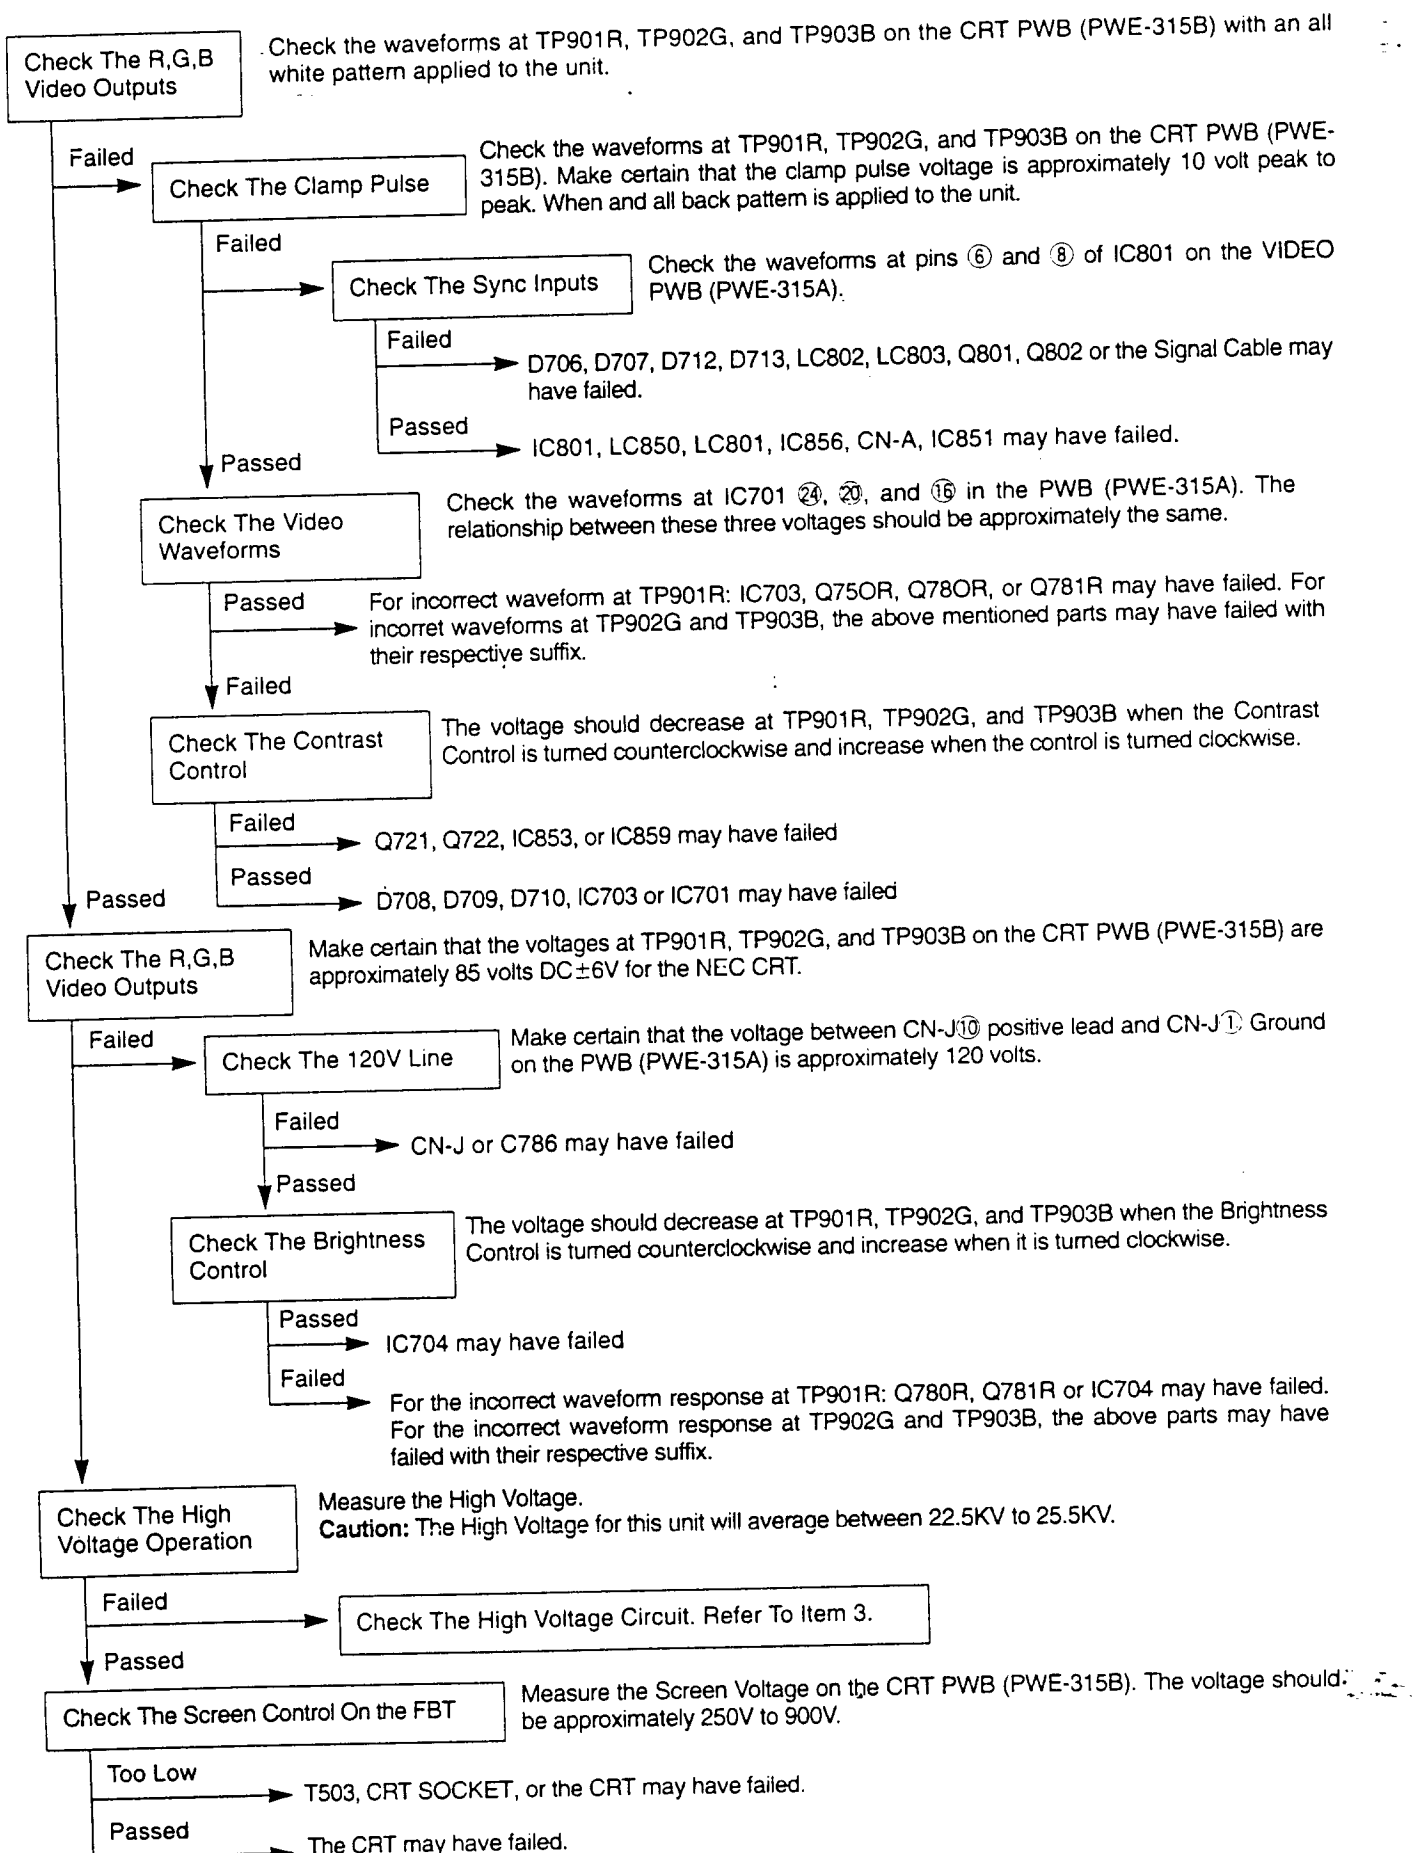 Check The R,G,B
Video Outputs
Check the waveforms at TP901R, TP902G, and TP903B on the CRT PWB (PWE-315B) with an all
white pattern applied to the unit.
Failed
Check The Clamp Pulse
Check the waveforms at TP901R, TP902G, and TP903B on the CRT PWB (PWE-
315B). Make certain that the clamp pulse voltage is approximately 10 volt peak to
peak. When and all back pattern is applied to the unit.
Failed
Check The Sync Inputs
Check the waveforms at pins ⑥ and ⑧ of IC801 on the VIDEO
PWB (PWE-315A).
Failed
D706, D707, D712, D713, LC802, LC803, Q801, Q802 or the Signal Cable may
have failed.
Passed
IC801, LC850, LC801, IC856, CN-A, IC851 may have failed.
Passed
Check The Video
Waveforms
Check the waveforms at IC701 ㉔, ⑳, and ⑯ in the PWB (PWE-315A). The
relationship between these three voltages should be approximately the same.
Passed
For incorrect waveform at TP901R: IC703, Q75OR, Q78OR, or Q781R may have failed. For
incorret waveforms at TP902G and TP903B, the above mentioned parts may have failed with
their respective suffix.
Failed
Check The Contrast
Control
The voltage should decrease at TP901R, TP902G, and TP903B when the Contrast
Control is turned counterclockwise and increase when the control is turned clockwise.
Failed
Q721, Q722, IC853, or IC859 may have failed
Passed
D708, D709, D710, IC703 or IC701 may have failed
Passed
Check The R,G,B
Video Outputs
Make certain that the voltages at TP901R, TP902G, and TP903B on the CRT PWB (PWE-315B) are
approximately 85 volts DC±6V for the NEC CRT.
Failed
Check The 120V Line
Make certain that the voltage between CN-J⑩ positive lead and CN-J① Ground
on the PWB (PWE-315A) is approximately 120 volts.
Failed
CN-J or C786 may have failed
Passed
Check The Brightness
Control
The voltage should decrease at TP901R, TP902G, and TP903B when the Brightness
Control is turned counterclockwise and increase when it is turned clockwise.
Passed
IC704 may have failed
Failed
For the incorrect waveform response at TP901R: Q780R, Q781R or IC704 may have failed.
For the incorrect waveform response at TP902G and TP903B, the above parts may have
failed with their respective suffix.
Check The High
Voltage Operation
Measure the High Voltage.
Caution: The High Voltage for this unit will average between 22.5KV to 25.5KV.
Failed
Check The High Voltage Circuit. Refer To Item 3.
Passed
Check The Screen Control On the FBT
Measure the Screen Voltage on the CRT PWB (PWE-315B). The voltage should
be approximately 250V to 900V.
Too Low
T503, CRT SOCKET, or the CRT may have failed.
Passed
The CRT may have failed.